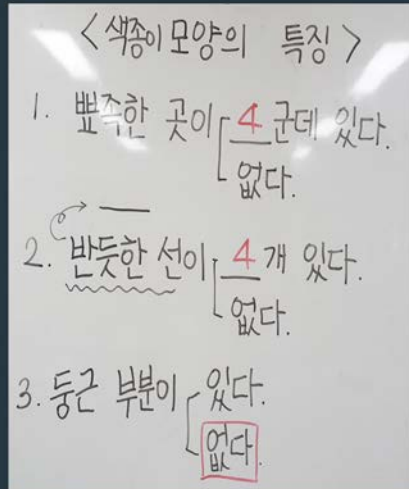 <색종이 모양의 특징>
1. 뾰족한 곳이 4 군데 있다.
없다.
2. 반듯한 선이 4 개 있다.
없다.
3. 둥근 부분이 있다.
없다.